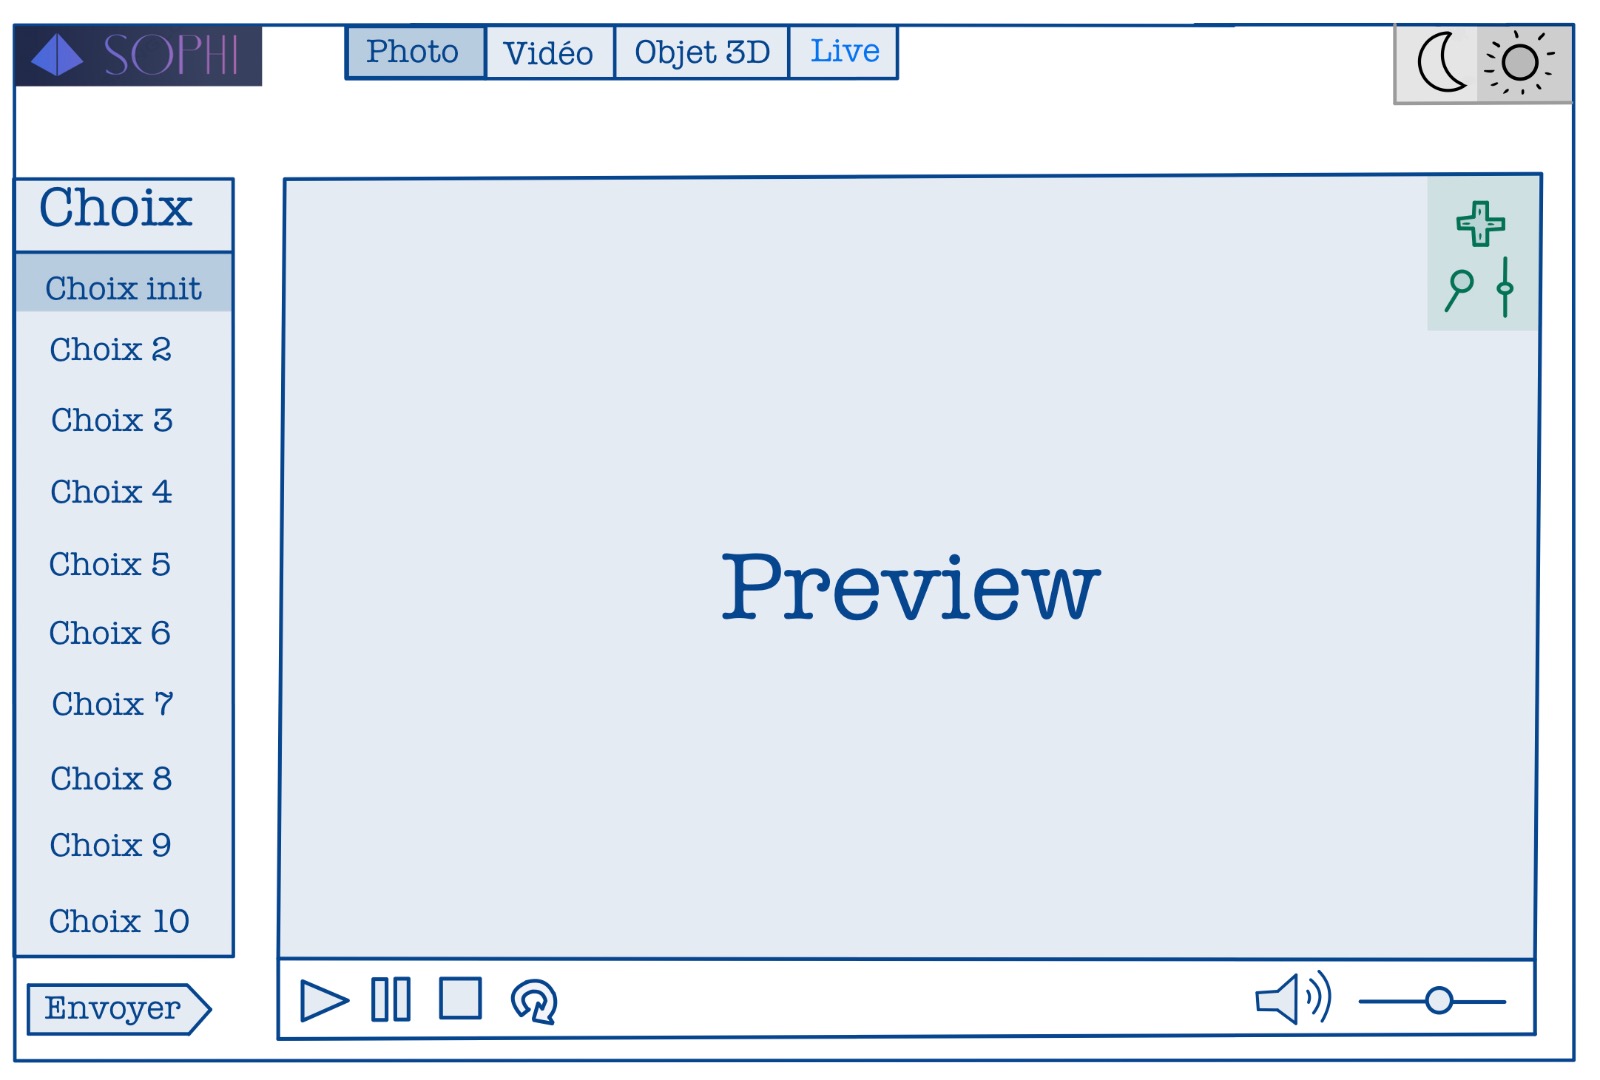 SOPHI
Photo
Vidéo
Objet 3D
Live
Choix
Choix init
Choix 2
Choix 3
Choix 4
Choix 5
Choix 6
Choix 7
Choix 8
Choix 9
Choix 10
Envoyer
Preview